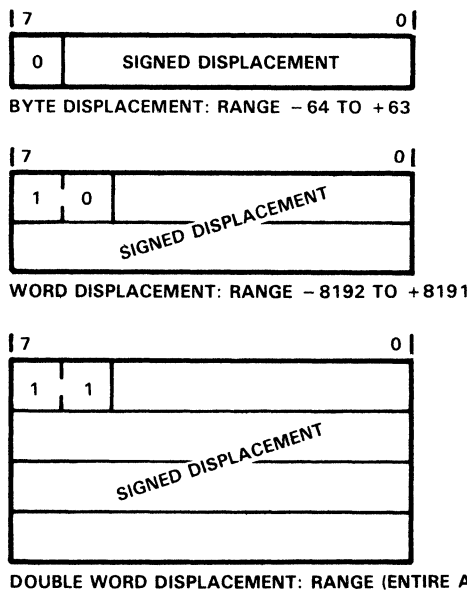 7 0
0 SIGNED DISPLACEMENT
BYTE DISPLACEMENT: RANGE −64 TO +63
7 0
1 0
SIGNED DISPLACEMENT
WORD DISPLACEMENT: RANGE −8192 TO +8191
7 0
1 1
SIGNED DISPLACEMENT
DOUBLE WORD DISPLACEMENT: RANGE (ENTIRE A